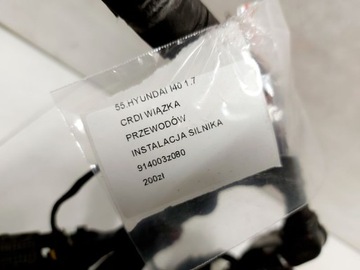 55.HYUNDAI I40 1.7
CRDI WIĄZKA
PRZEWODÓW
INSTALACJA SILNIKA
914003z080
200zł